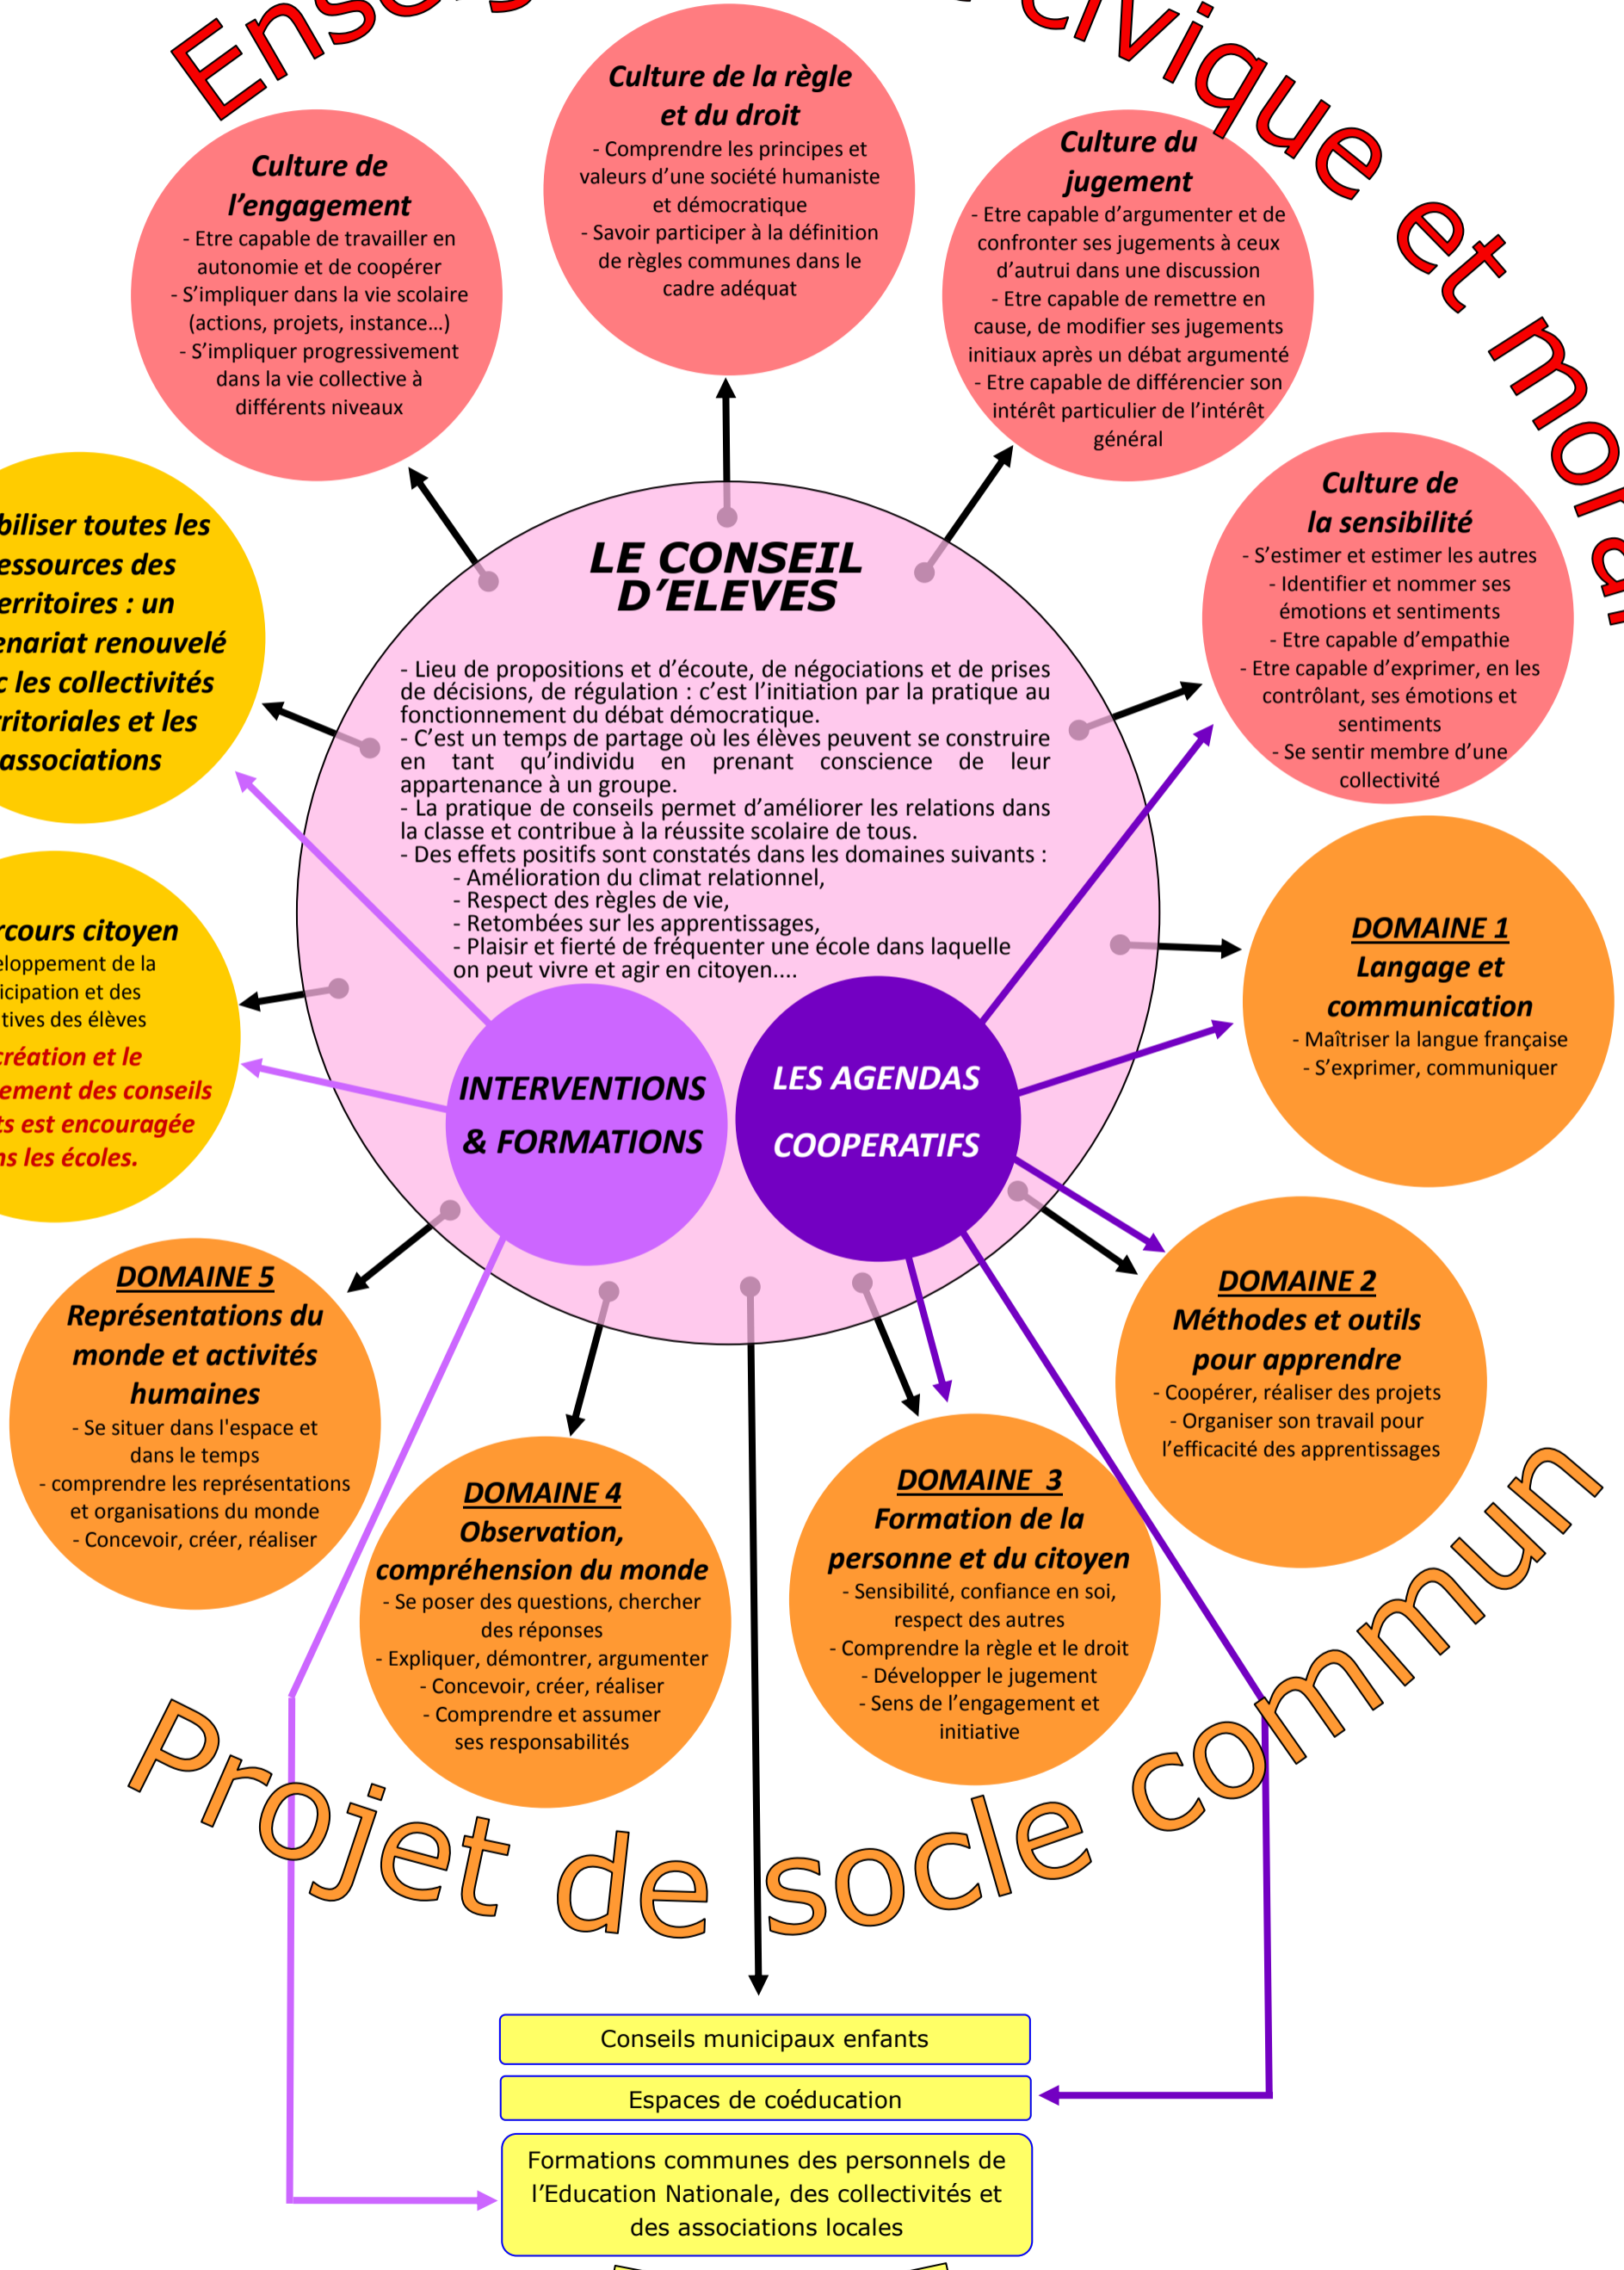 civique et moral
Culture de la règle
et du droit
- Comprendre les principes et
valeurs d’une société humaniste
et démocratique
- Savoir participer à la définition
de règles communes dans le
cadre adéquat
Culture de
l’engagement
- Etre capable de travailler en
autonomie et de coopérer
- S’impliquer dans la vie scolaire
(actions, projets, instance…)
- S’impliquer progressivement
dans la vie collective à
différents niveaux
Culture du
jugement
- Etre capable d’argumenter et de
confronter ses jugements à ceux
d’autrui dans une discussion
- Etre capable de remettre en
cause, de modifier ses jugements
initiaux après un débat argumenté
- Etre capable de différencier son
intérêt particulier de l’intérêt
général
Culture de
la sensibilité
- S’estimer et estimer les autres
- Identifier et nommer ses
émotions et sentiments
- Etre capable d’empathie
- Etre capable d’exprimer, en les
contrôlant, ses émotions et
sentiments
- Se sentir membre d’une
collectivité
toutes les
des
: un
renouvelé
les collectivités
et les
associations
LE CONSEIL
D’ELEVES
- Lieu de propositions et d’écoute, de négociations et de prises
de décisions, de régulation : c’est l’initiation par la pratique au
fonctionnement du débat démocratique.
- C’est un temps de partage où les élèves peuvent se construire
en tant qu’individu en prenant conscience de leur
appartenance à un groupe.
- La pratique de conseils permet d’améliorer les relations dans
la classe et contribue à la réussite scolaire de tous.
- Des effets positifs sont constatés dans les domaines suivants :
- Amélioration du climat relationnel,
- Respect des règles de vie,
- Retombées sur les apprentissages,
- Plaisir et fierté de fréquenter une école dans laquelle
on peut vivre et agir en citoyen....
citoyen
de la
et des
des élèves
création et le
des conseils
est encouragée
les écoles.
INTERVENTIONS
& FORMATIONS
LES AGENDAS
COOPERATIFS
DOMAINE 1
Langage et
communication
- Maîtriser la langue française
- S’exprimer, communiquer
DOMAINE 2
Méthodes et outils
pour apprendre
- Coopérer, réaliser des projets
- Organiser son travail pour
l’efficacité des apprentissages
DOMAINE 5
Représentations du
monde et activités
humaines
- Se situer dans l'espace et
dans le temps
- comprendre les représentations
et organisations du monde
- Concevoir, créer, réaliser
DOMAINE 4
Observation,
compréhension du monde
- Se poser des questions, chercher
des réponses
- Expliquer, démontrer, argumenter
- Concevoir, créer, réaliser
- Comprendre et assumer
ses responsabilités
DOMAINE 3
Formation de la
personne et du citoyen
- Sensibilité, confiance en soi,
respect des autres
- Comprendre la règle et le droit
- Développer le jugement
- Sens de l’engagement et
initiative
Projet de socle commun
Conseils municipaux enfants
Espaces de coéducation
Formations communes des personnels de
l’Education Nationale, des collectivités et
des associations locales